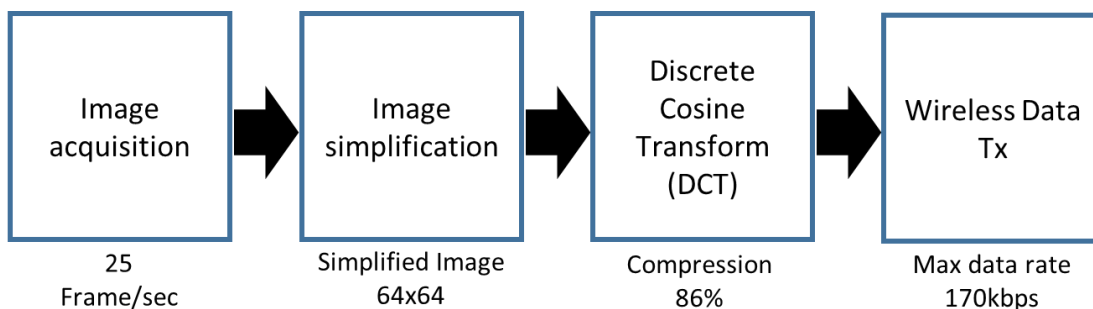 Image
acquisition
Image
simplification
Discrete
Cosine
Transform
(DCT)
Wireless Data
Tx
25
Frame/sec
Simplified Image
64x64
Compression
86%
Max data rate
170kbps